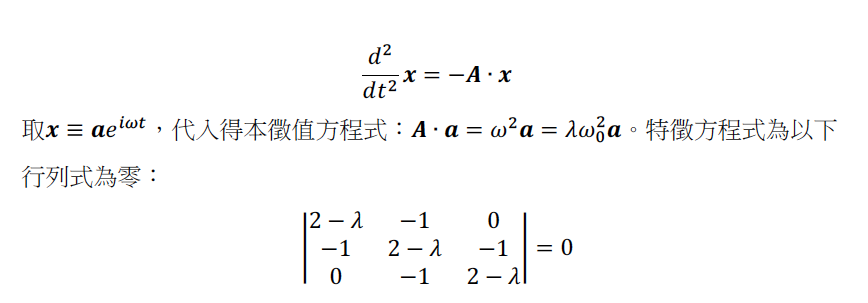 d²/dt² x = −A · x
取x ≡ ae^{iωt}，代入得本徵值方程式：A · a = ω²a = λω₀²a。特徵方程式為以下
行列式為零：
|2 − λ −1 0|
|−1 2 − λ −1| = 0
|0 −1 2 − λ|